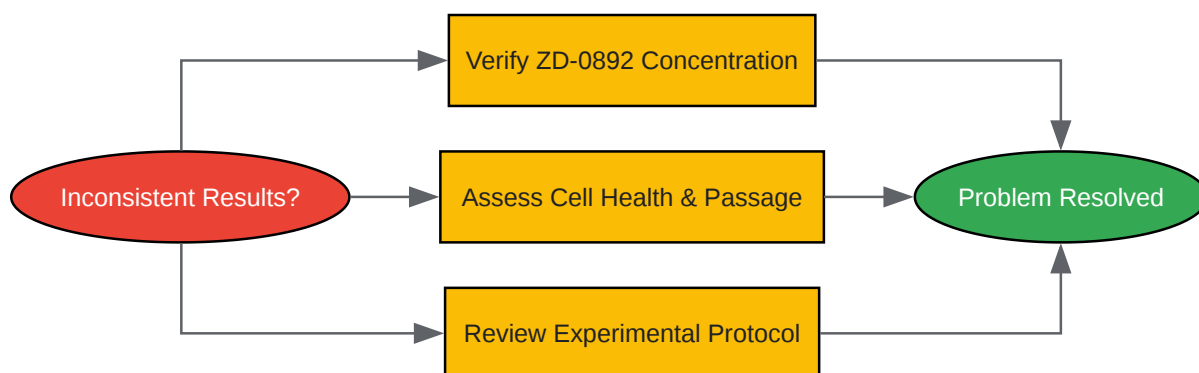 Verify ZD-0892 Concentration
Inconsistent Results?
Assess Cell Health & Passage
Problem Resolved
Review Experimental Protocol